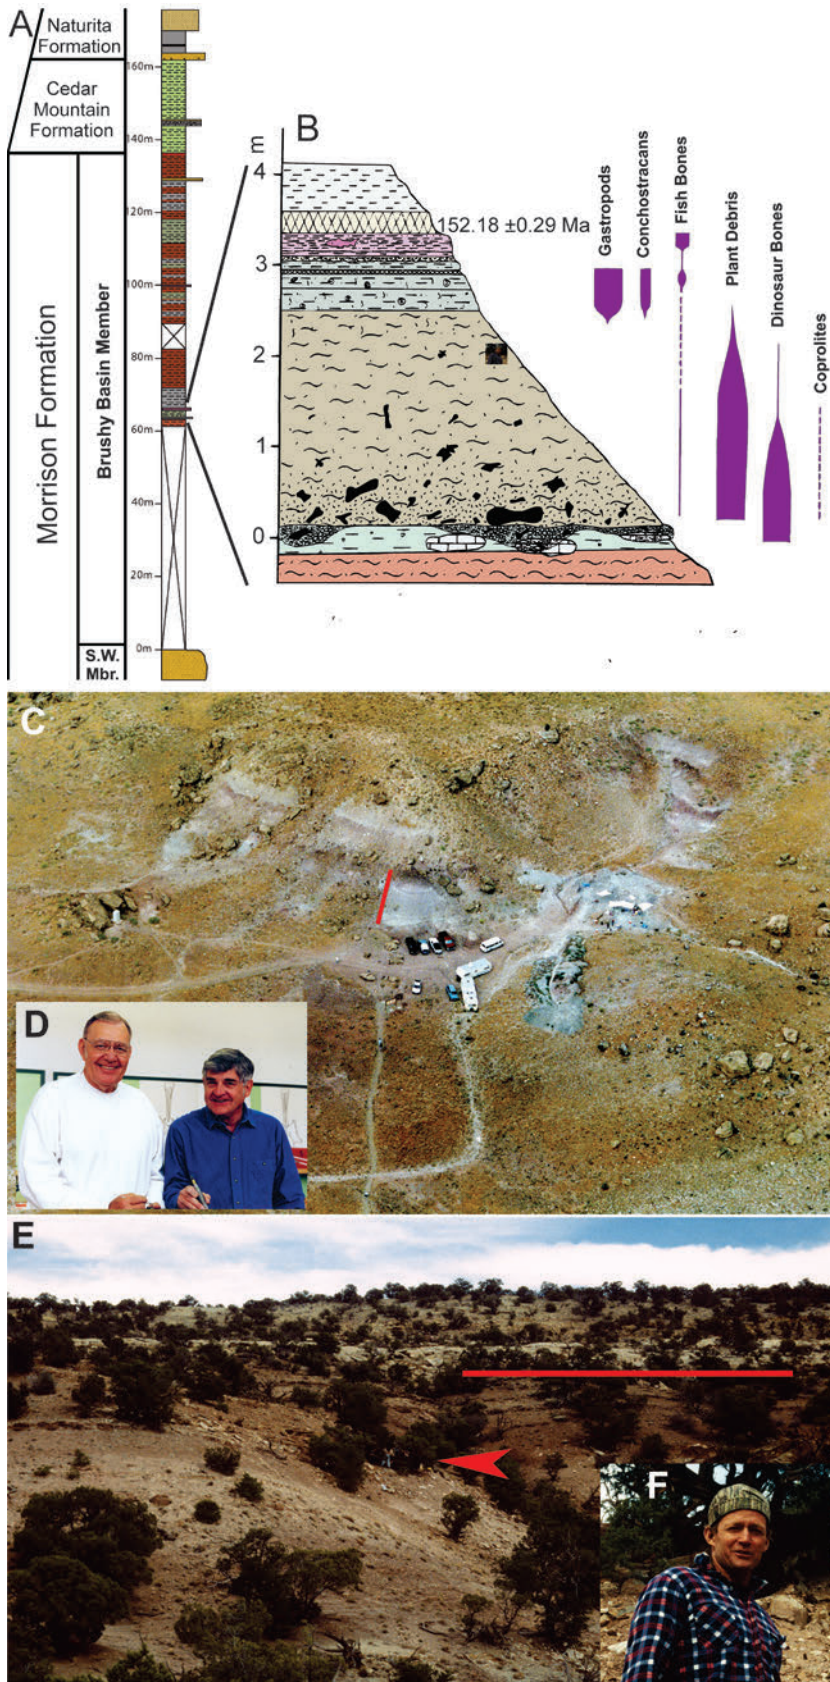 A
Naturita
Formation
Cedar
Mountain
Formation
Morrison Formation
Brushy Basin Member
S.W.
Mbr.
160m
140m
120m
100m
80m
60m
40m
20m
0m
B
m
4
3
2
1
0
152.18 ±0.29 Ma
Gastropods
Conchostracans
Fish Bones
Plant Debris
Dinosaur Bones
Coprolites
C
D
E
F